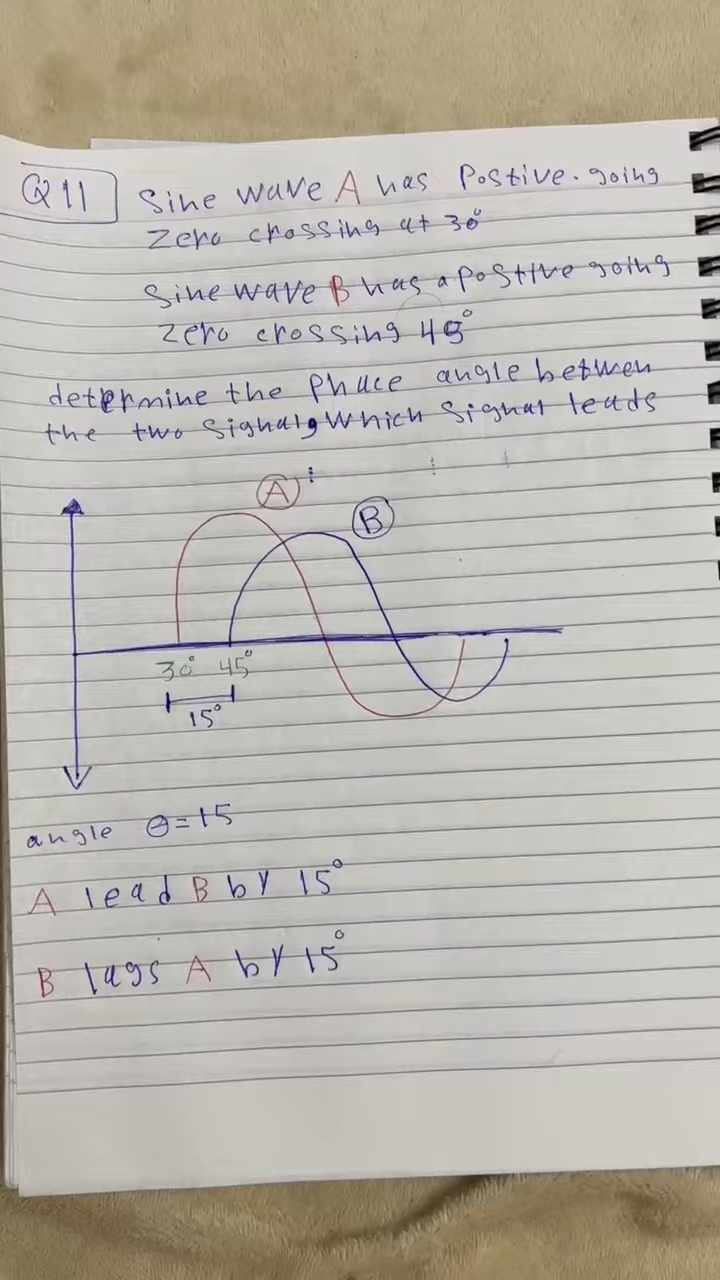 Q11 Sine wave A has Postive. going
Zero crossing at 30°
Sine wave B has a postive going
Zero crossing 45°
determine the Phace angle betwen
the two signalg Which signal leads
A
B
30° 45°
15°
angle θ=15
A lead B by 15°
B lags A by 15°